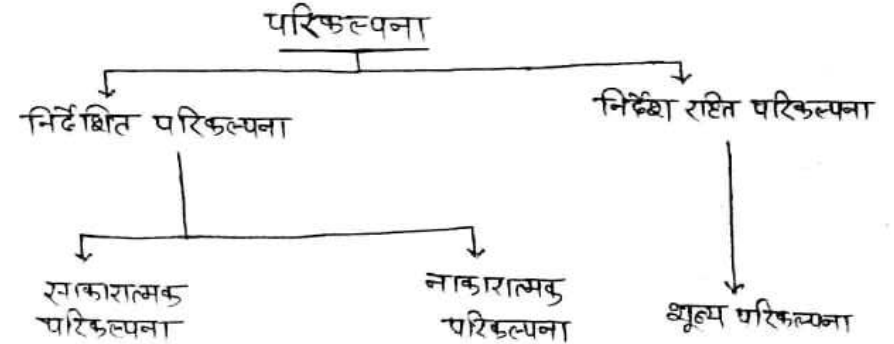 परिकल्पना
निर्देशित परिकल्पना
निर्देश रहित परिकल्पना
साकारात्मक
परिकल्पना
नाकारात्मक
परिकल्पना
शून्य परिकल्पना